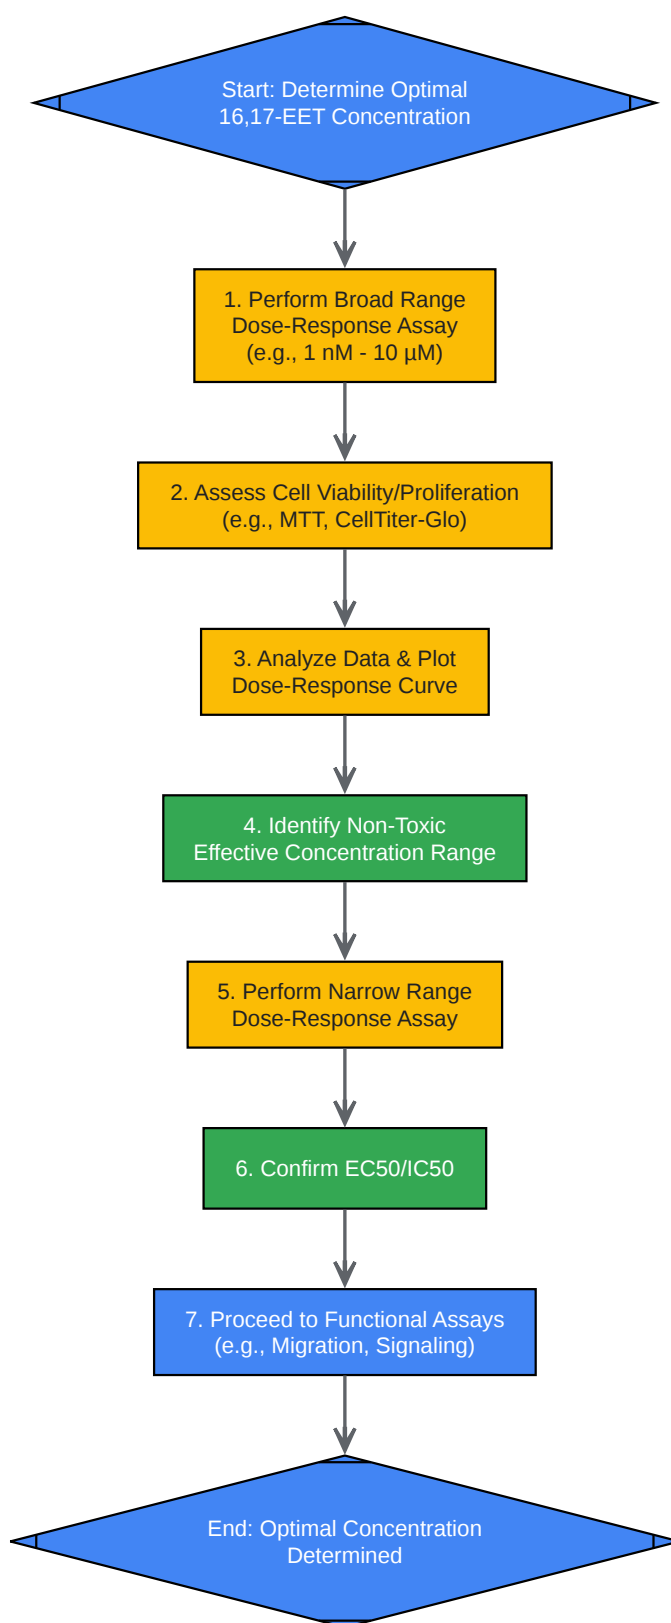 Start: Determine Optimal
16,17-EET Concentration
1. Perform Broad Range
Dose-Response Assay
(e.g., 1 nM - 10 µM)
2. Assess Cell Viability/Proliferation
(e.g., MTT, CellTiter-Glo)
3. Analyze Data & Plot
Dose-Response Curve
4. Identify Non-Toxic
Effective Concentration Range
5. Perform Narrow Range
Dose-Response Assay
6. Confirm EC50/IC50
7. Proceed to Functional Assays
(e.g., Migration, Signaling)
End: Optimal Concentration
Determined